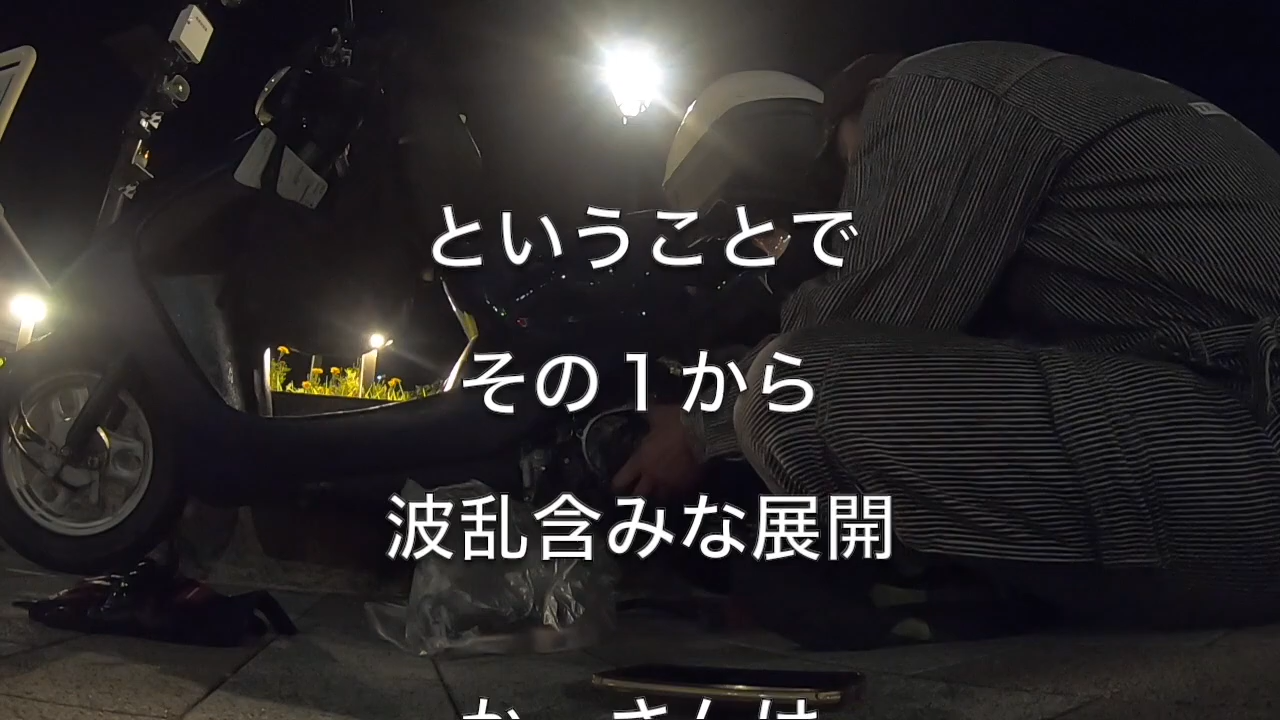 ということで
その１から
波乱含みな展開